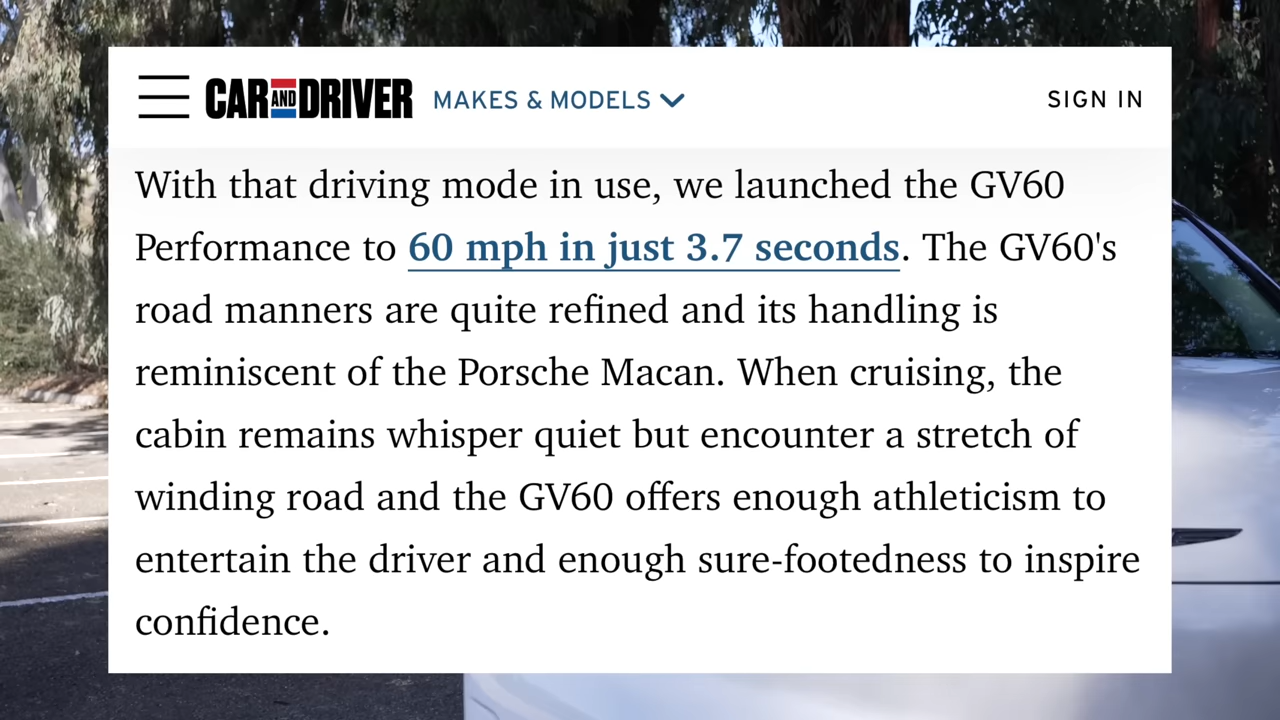 CAR AND DRIVER MAKES & MODELS SIGN IN
With that driving mode in use, we launched the GV60
Performance to 60 mph in just 3.7 seconds. The GV60's
road manners are quite refined and its handling is
reminiscent of the Porsche Macan. When cruising, the
cabin remains whisper quiet but encounter a stretch of
winding road and the GV60 offers enough athleticism to
entertain the driver and enough sure-footedness to inspire
confidence.